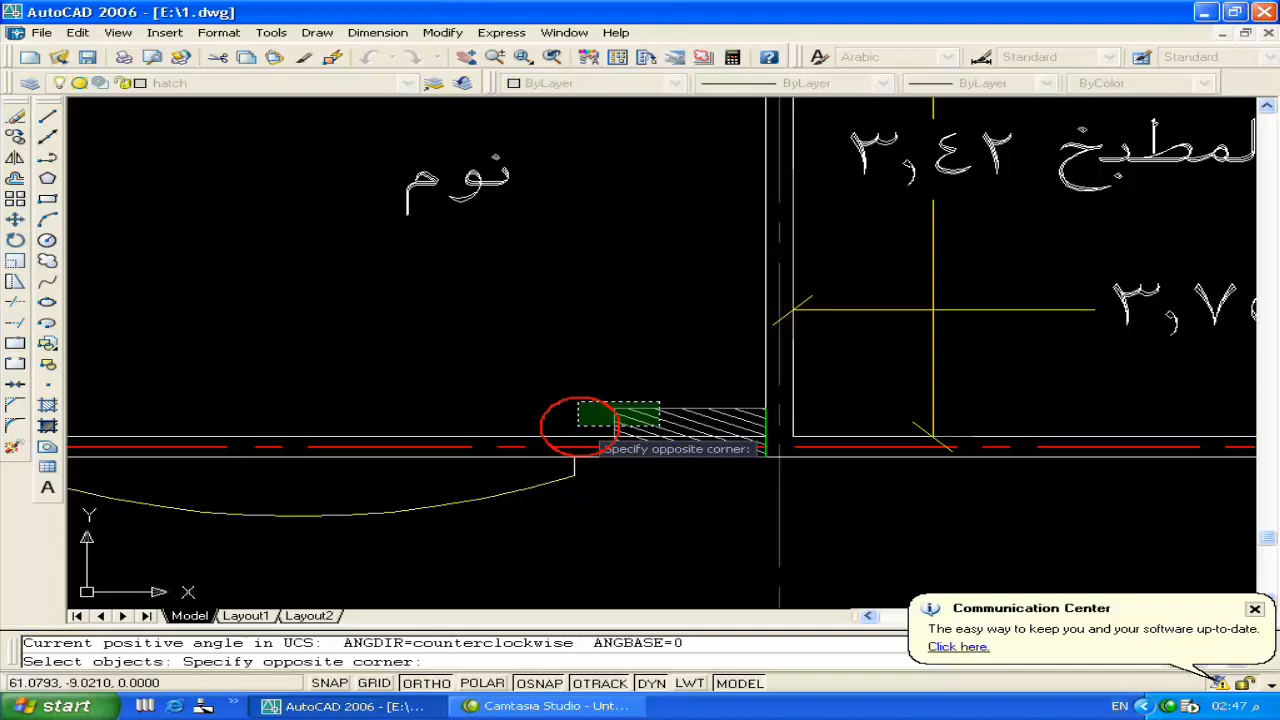 AutoCAD 2006 - [E:\1.dwg]
File Edit View Insert Format Tools Draw Dimension Modify Express Window Help
Arabic Standard Standard
hatch ByLayer ByLayer ByLayer ByColor
لمطبخ ٣,٤٢
نوم
٣,٧
Specify opposite corner:
Y
X
Model Layout1 Layout2
Communication Center
The easy way to keep you and your software up-to-date.
Click here.
Current positive angle in UCS: ANGDIR=counterclockwise ANGBASE=0
Select objects: Specify opposite corner:
61.0793, -9.0210, 0.0000 SNAP GRID ORTHO POLAR OSNAP OTRACK DYN LWT MODEL
start AutoCAD 2006 - [E:\... Camtasia Studio - Unt... EN 02:47 م